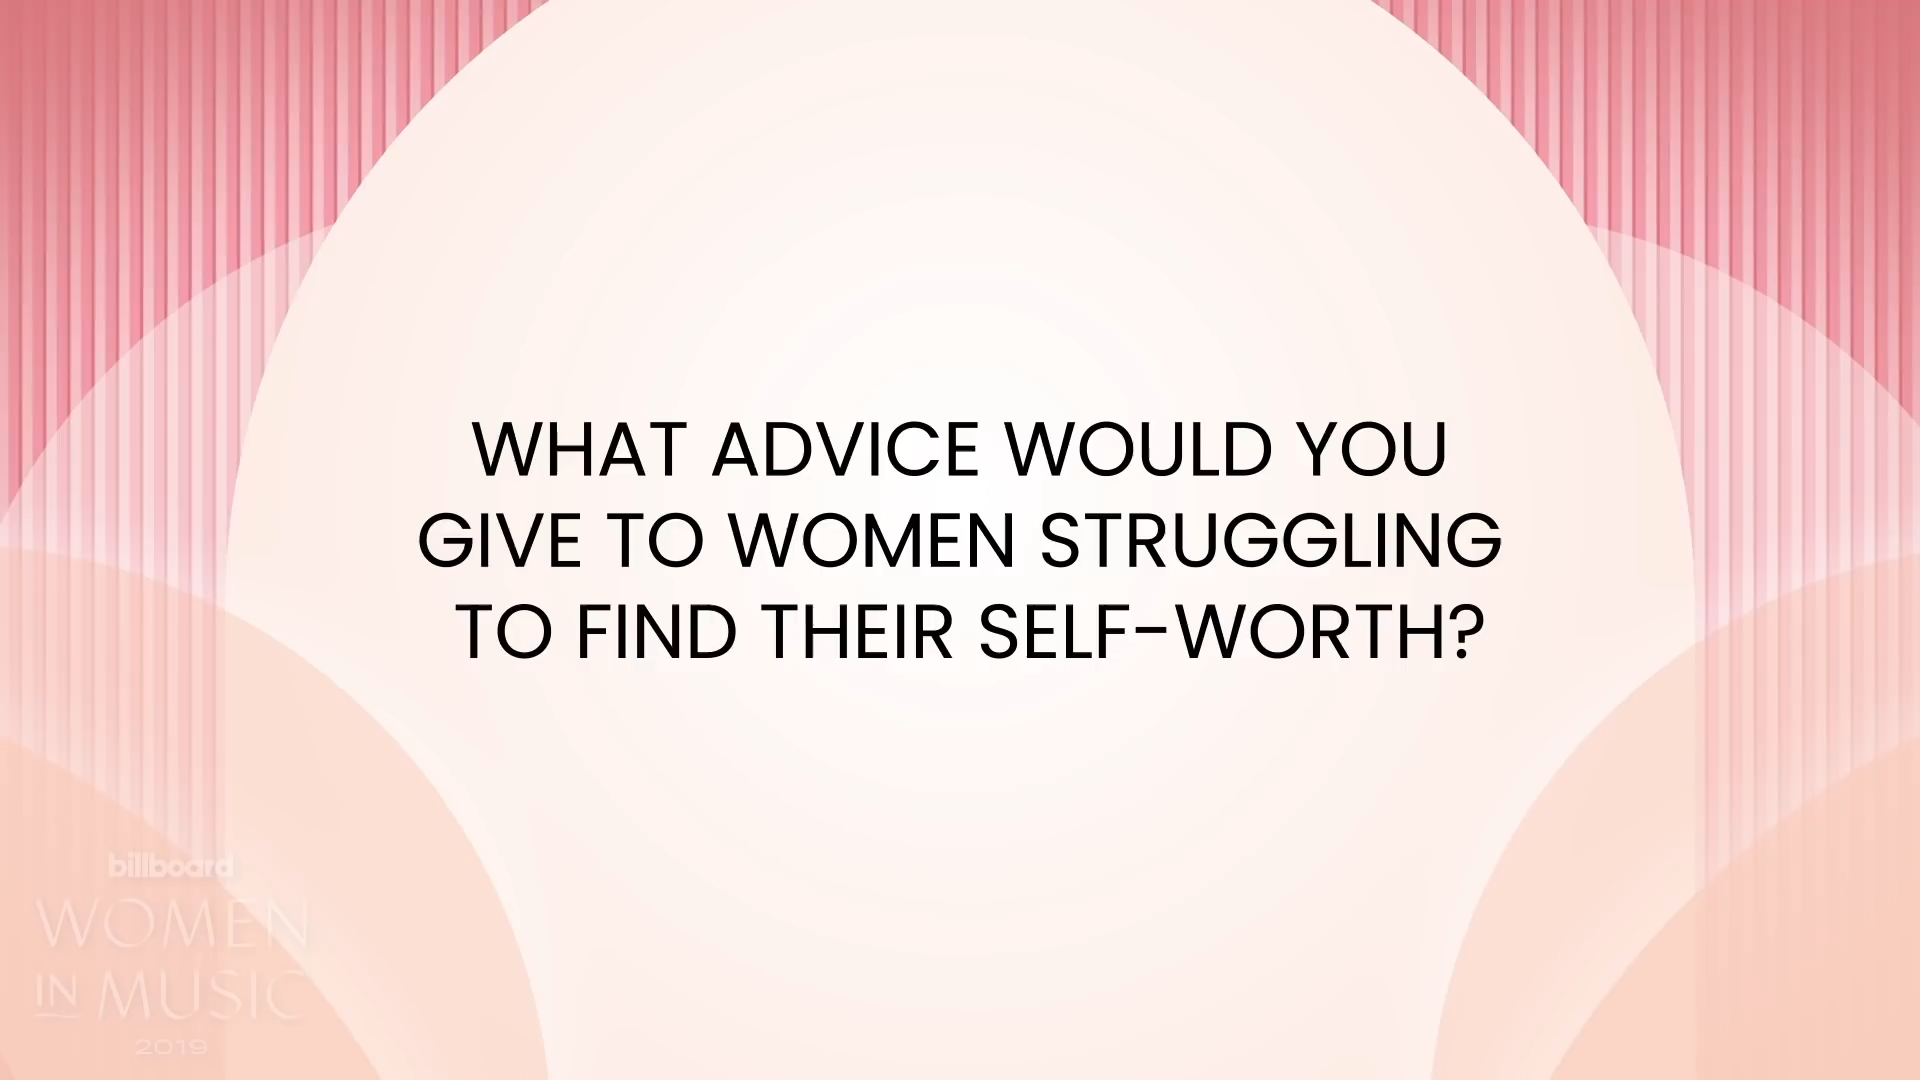 WHAT ADVICE WOULD YOU
GIVE TO WOMEN STRUGGLING
TO FIND THEIR SELF-WORTH?
billboard
WOMEN
IN MUSIC
2019